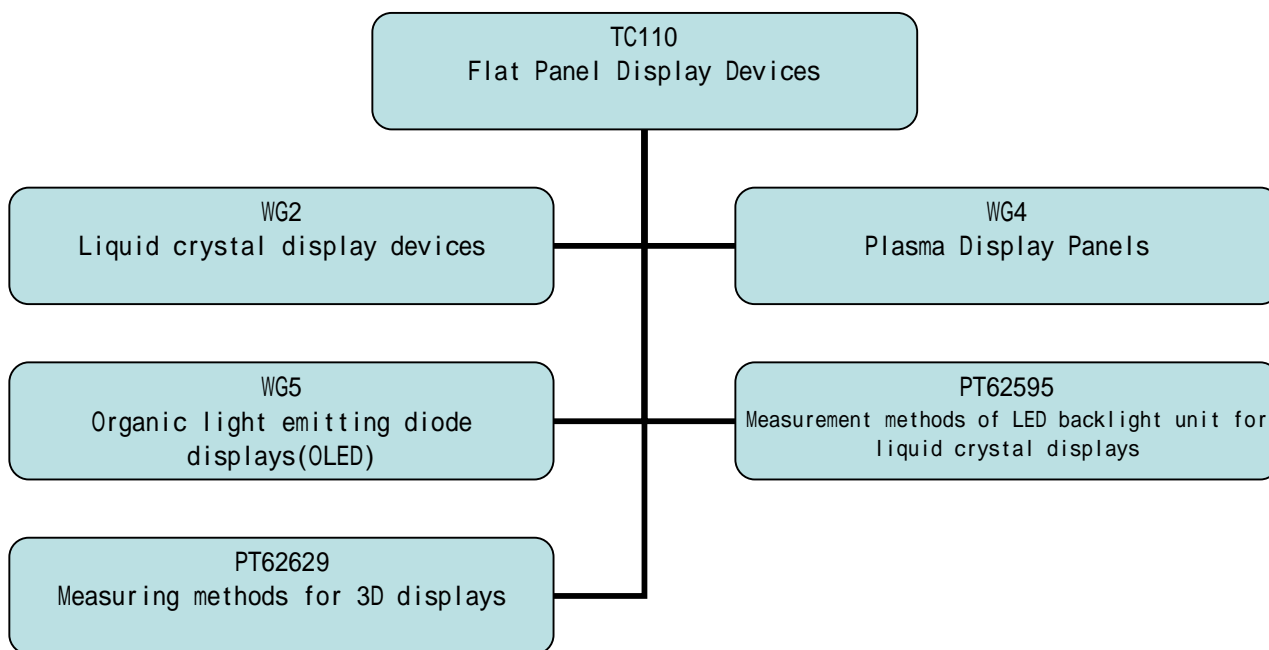 TC110
Flat Panel Display Devices
WG2
Liquid crystal display devices
WG4
Plasma Display Panels
WG5
Organic light emitting diode
displays(OLED)
PT62595
Measurement methods of LED backlight unit for
liquid crystal displays
PT62629
Measuring methods for 3D displays